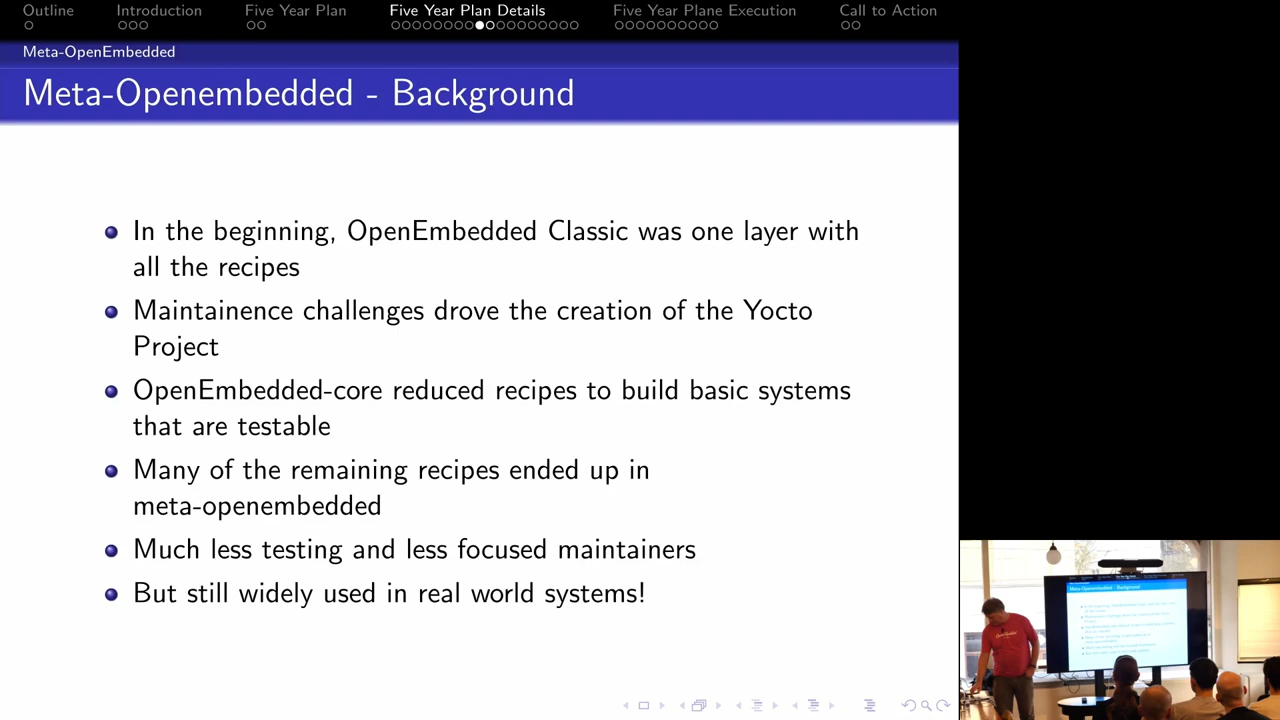 Outline Introduction Five Year Plan Five Year Plan Details Five Year Plane Execution Call to Action
Meta-OpenEmbedded
Meta-Openembedded - Background
In the beginning, OpenEmbedded Classic was one layer with
all the recipes
Maintainence challenges drove the creation of the Yocto
Project
OpenEmbedded-core reduced recipes to build basic systems
that are testable
Many of the remaining recipes ended up in
meta-openembedded
Much less testing and less focused maintainers
But still widely used in real world systems!
Meta-Openembedded - Background